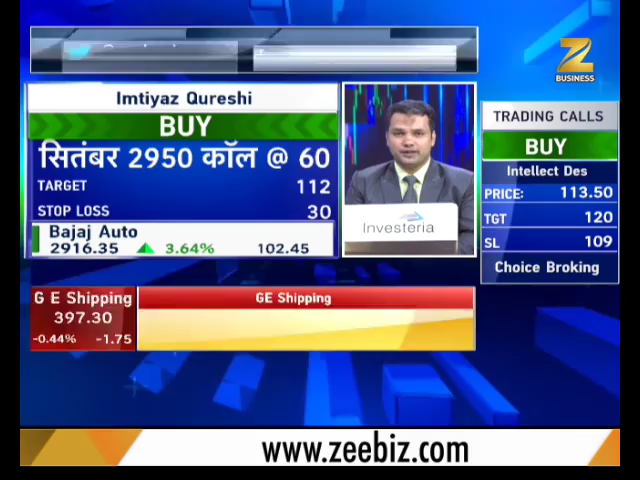 Z
BUSINESS
Imtiyaz Qureshi
BUY
सितंबर 2950 कॉल @ 60
TARGET 112
STOP LOSS 30
Bajaj Auto
2916.35 3.64% 102.45
Investeria
TRADING CALLS
BUY
Intellect Des
PRICE: 113.50
TGT 120
SL 109
Choice Broking
G E Shipping
397.30
-0.44% -1.75
GE Shipping
www.zeebiz.com